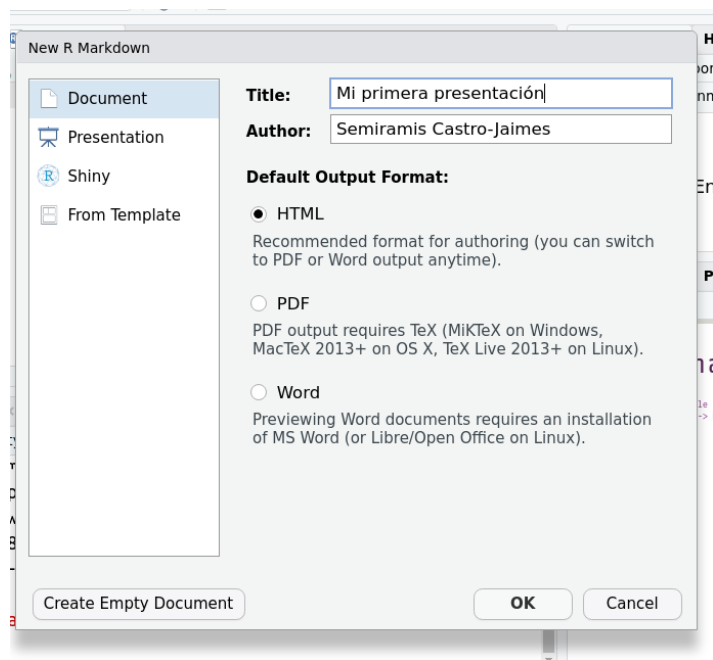 New R Markdown
Document
Presentation
Shiny
From Template
Title: Mi primera presentación
Author: Semiramis Castro-Jaimes
Default Output Format:
HTML
Recommended format for authoring (you can switch
to PDF or Word output anytime).
PDF
PDF output requires TeX (MiKTeX on Windows,
MacTeX 2013+ on OS X, TeX Live 2013+ on Linux).
Word
Previewing Word documents requires an installation
of MS Word (or Libre/Open Office on Linux).
Create Empty Document
OK
Cancel